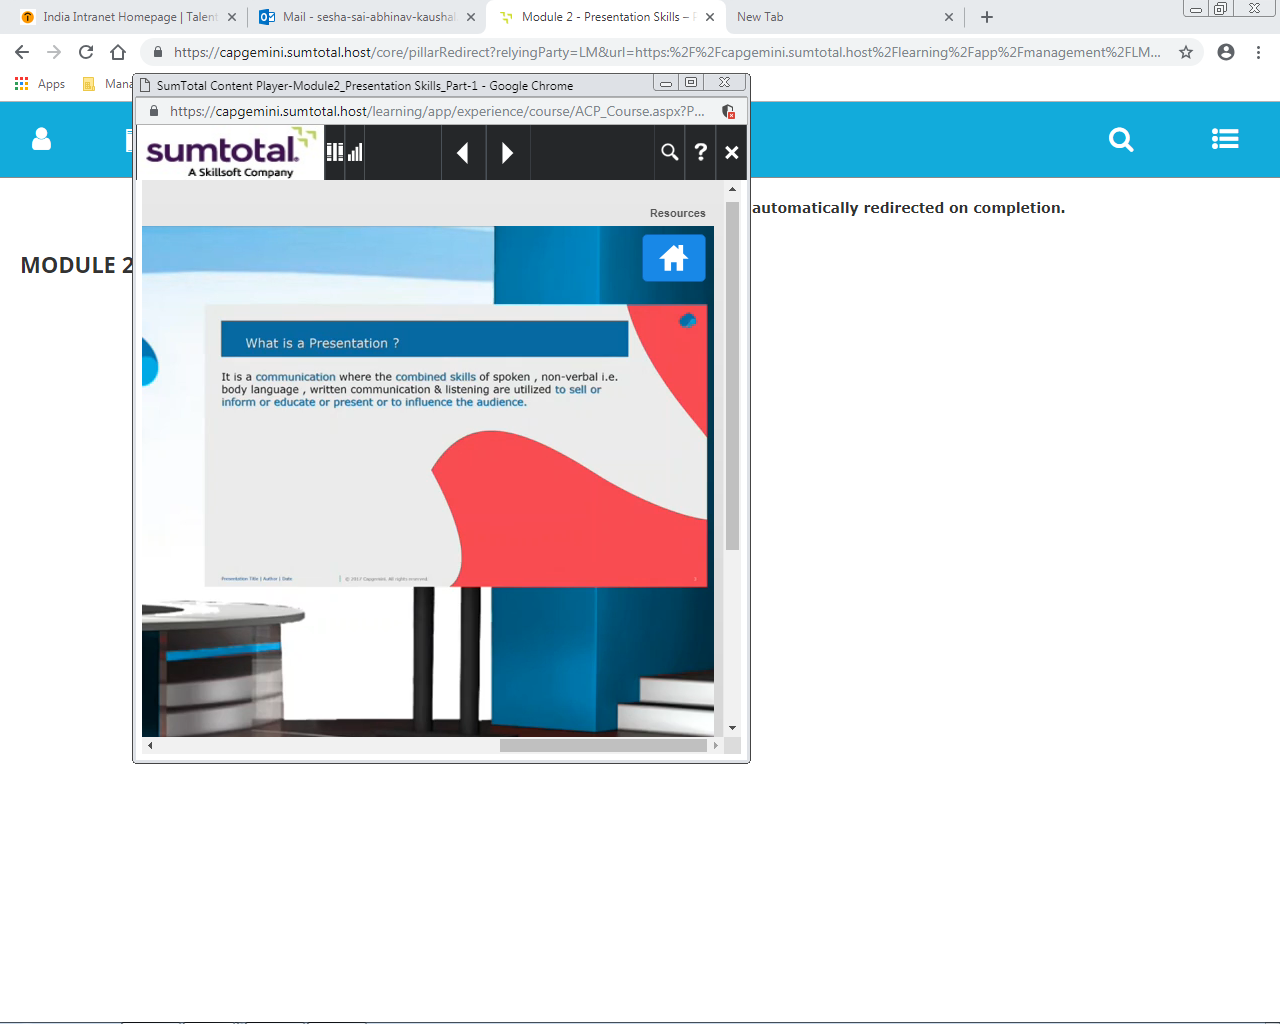 India Intranet Homepage | Talent
Mail - sesha-sai-abhinav-kaushal
Module 2 - Presentation Skills –
New Tab
https://capgemini.sumtotal.host/core/pillarRedirect?relyingParty=LM&url=https:%2F%2Fcapgemini.sumtotal.host%2Flearning%2Fapp%2Fmanagement%2FLM...
Apps
Mana
SumTotal Content Player-Module2_Presentation Skills_Part-1 - Google Chrome
https://capgemini.sumtotal.host/learning/app/experience/course/ACP_Course.aspx?P...
sumtotal.
A Skillsoft Company
Resources
automatically redirected on completion.
MODULE 2
What is a Presentation ?
It is a communication where the combined skills of spoken , non-verbal i.e.
body language , written communication & listening are utilized to sell or
inform or educate or present or to influence the audience.
Presentation Title | Author | Date
© 2017 Capgemini. All rights reserved.